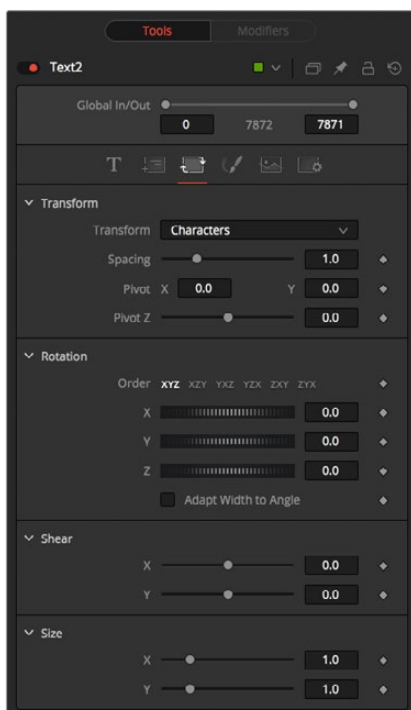 Tools Modifiers
Text2
Global In/Out
0 7872 7871
T
Transform
Transform Characters
Spacing 1.0
Pivot X 0.0 Y 0.0
Pivot Z 0.0
Rotation
Order XYZ XZY YXZ YZX ZXY ZYX
X 0.0
Y 0.0
Z 0.0
Adapt Width to Angle
Shear
X 0.0
Y 0.0
Size
X 1.0
Y 1.0